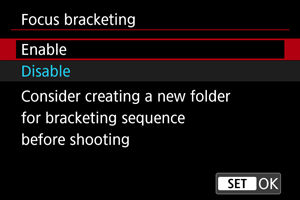 Focus bracketing
Enable
Disable
Consider creating a new folder
for bracketing sequence
before shooting
SET OK